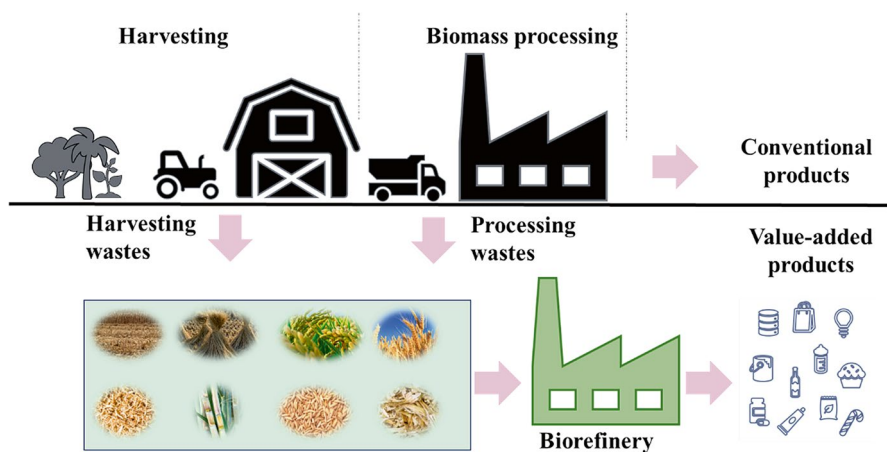 Harvesting
Biomass processing
Conventional
products
Harvesting
wastes
Processing
wastes
Value-added
products
Biorefinery